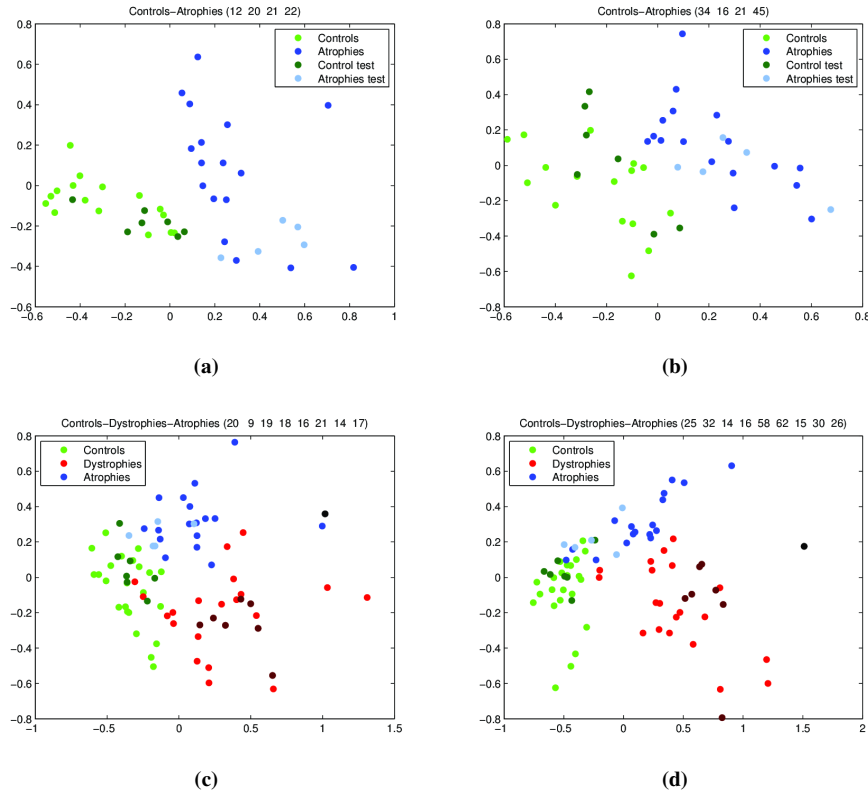 Controls−Atrophies (12 20 21 22)
Controls
Atrophies
Control test
Atrophies test
0.8
0.6
0.4
0.2
0
−0.2
−0.4
−0.6
−0.6 −0.4 −0.2 0 0.2 0.4 0.6 0.8 1
(a)
Controls−Atrophies (34 16 21 45)
Controls
Atrophies
Control test
Atrophies test
0.8
0.6
0.4
0.2
0
−0.2
−0.4
−0.6
−0.8
−0.6 −0.4 −0.2 0 0.2 0.4 0.6 0.8
(b)
Controls−Dystrophies−Atrophies (20 9 19 18 16 21 14 17)
Controls
Dystrophies
Atrophies
0.8
0.6
0.4
0.2
0
−0.2
−0.4
−0.6
−0.8
−1 −0.5 0 0.5 1 1.5
(c)
Controls−Dystrophies−Atrophies (25 32 14 16 58 62 15 30 26)
Controls
Dystrophies
Atrophies
0.8
0.6
0.4
0.2
0
−0.2
−0.4
−0.6
−0.8
−1 −0.5 0 0.5 1 1.5 2
(d)